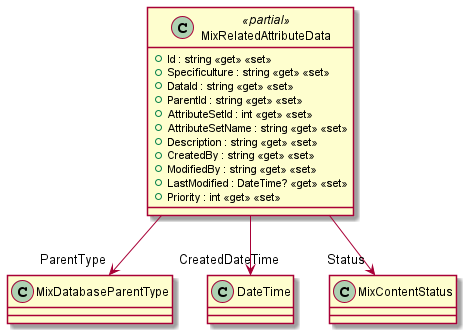 C
«partial»
MixRelatedAttributeData
Id : string «get» «set»
Specificulture : string «get» «set»
DataId : string «get» «set»
ParentId : string «get» «set»
AttributeSetId : int «get» «set»
AttributeSetName : string «get» «set»
Description : string «get» «set»
CreatedBy : string «get» «set»
ModifiedBy : string «get» «set»
LastModified : DateTime? «get» «set»
Priority : int «get» «set»
ParentType
CreatedDateTime
Status
C MixDatabaseParentType
C DateTime
C MixContentStatus